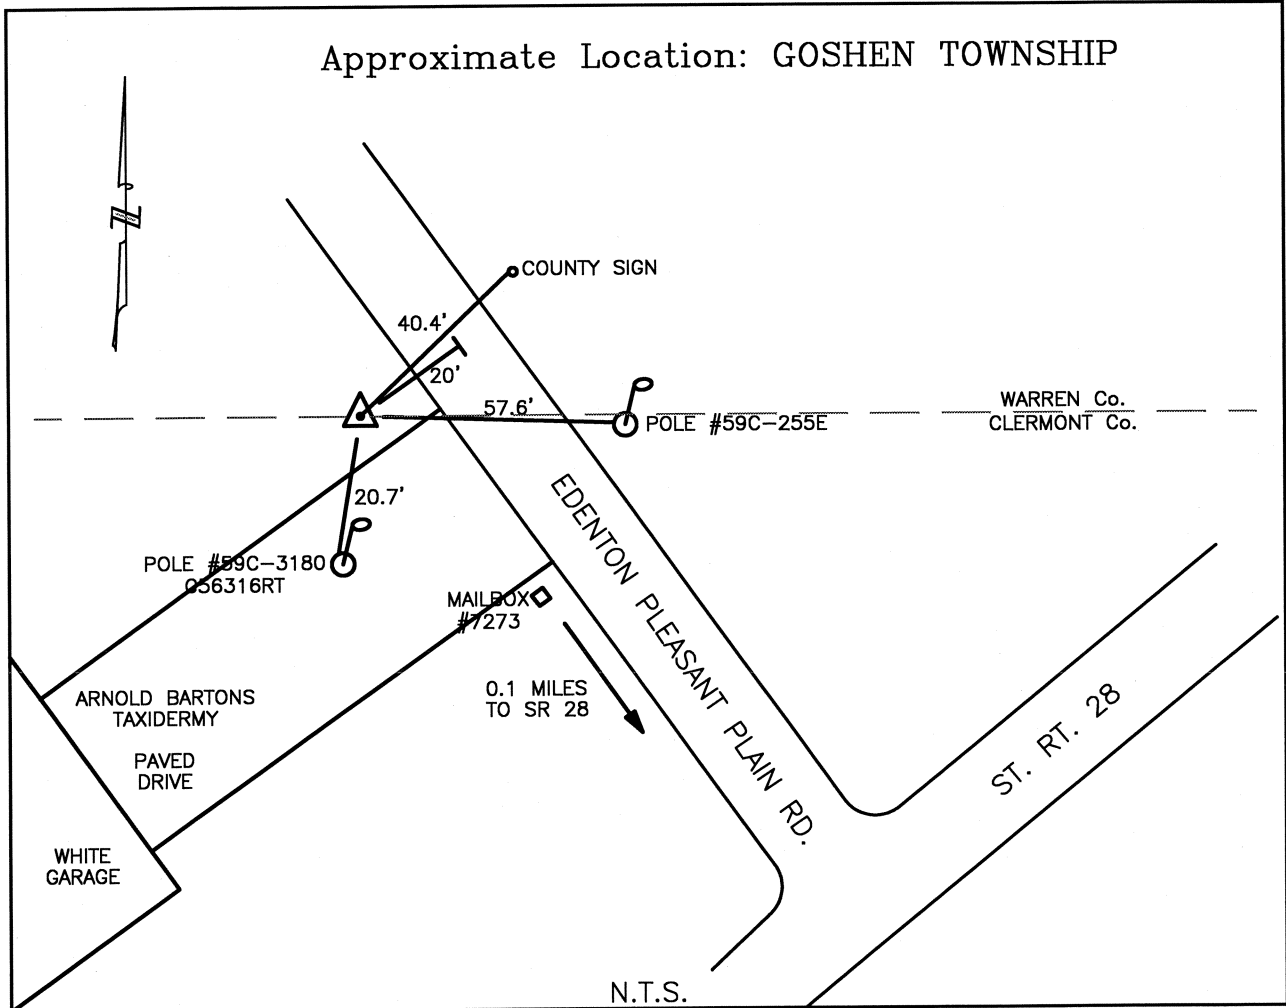 Approximate Location: GOSHEN TOWNSHIP
N
COUNTY SIGN
40.4'
20'
57.6'
WARREN Co.
CLERMONT Co.
POLE #59C-255E
20.7'
POLE #59C-3180
C56316RT
EDENTON PLEASANT PLAIN RD.
MAILBOX
#7273
0.1 MILES
TO SR 28
ARNOLD BARTONS
TAXIDERMY
PAVED
DRIVE
ST. RT. 28
WHITE
GARAGE
N.T.S.